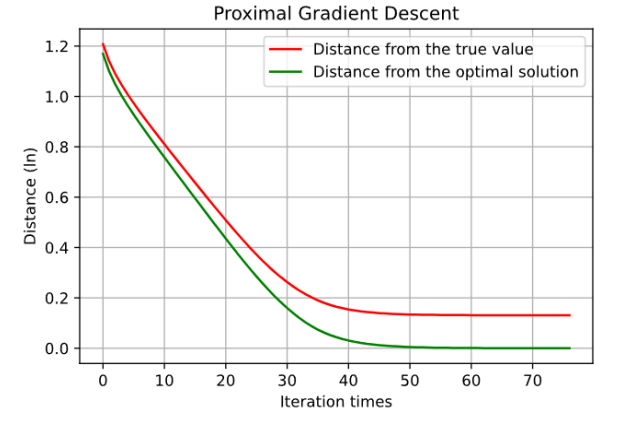 Proximal Gradient Descent
Distance from the true value
Distance from the optimal solution
Distance (ln)
1.2
1.0
0.8
0.6
0.4
0.2
0.0
0 10 20 30 40 50 60 70
Iteration times